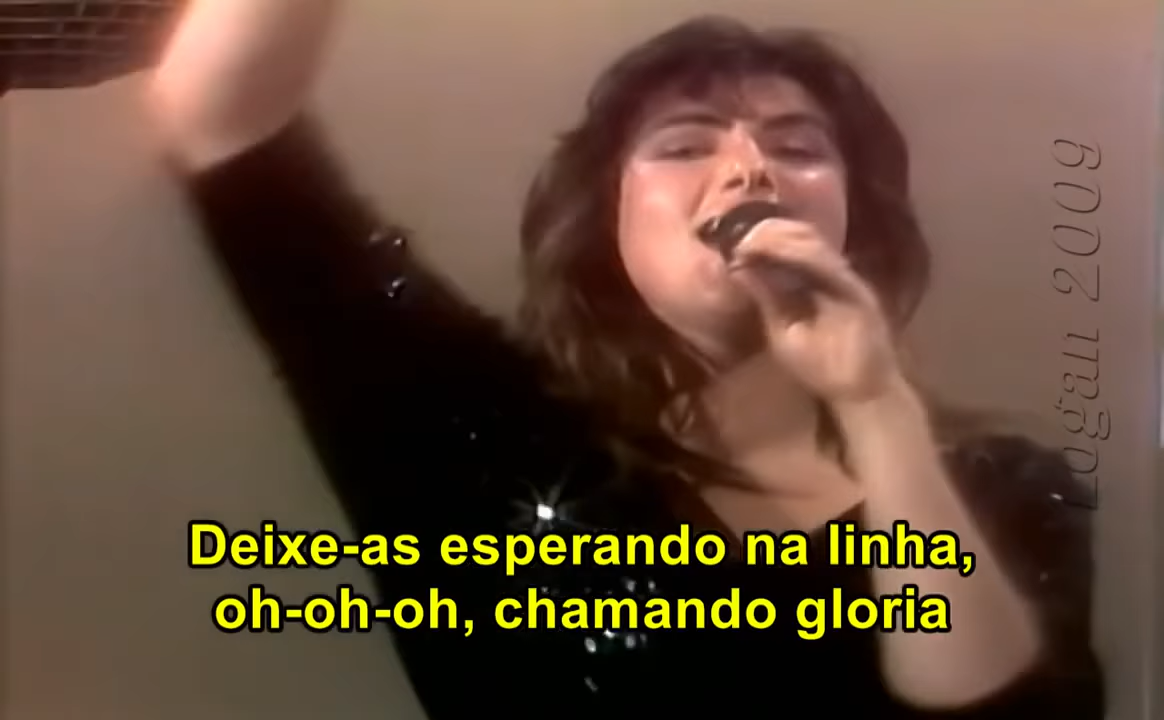 Deixe-as esperando na linha,
oh-oh-oh, chamando gloria
Logan 2009